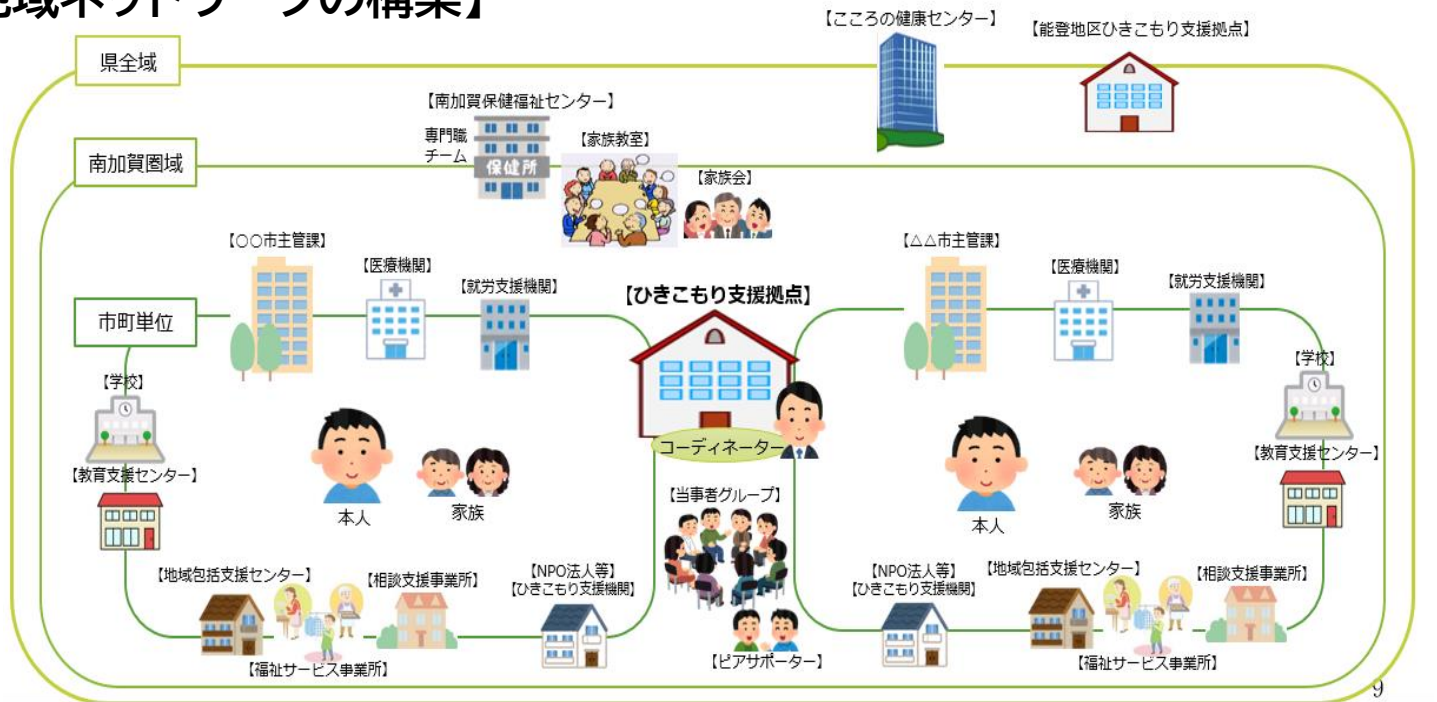 域ネットワークの構築】
【こころの健康センター】
【能登地区ひきこもり支援拠点】
県全域
【南加賀保健福祉センター】
専門職
チーム
保健所
【家族教室】
【家族会】
南加賀圏域
【〇〇市主管課】
【医療機関】
【就労支援機関】
【ひきこもり支援拠点】
【△△市主管課】
【医療機関】
【就労支援機関】
市町単位
【学校】
【学校】
コーディネーター
【教育支援センター】
【教育支援センター】
本人
家族
【当事者グループ】
本人
家族
【地域包括支援センター】
【相談支援事業所】
【NPO法人等】
【ひきこもり支援機関】
【NPO法人等】
【ひきこもり支援機関】
【地域包括支援センター】
【相談支援事業所】
【福祉サービス事業所】
【ピアサポーター】
【福祉サービス事業所】
9